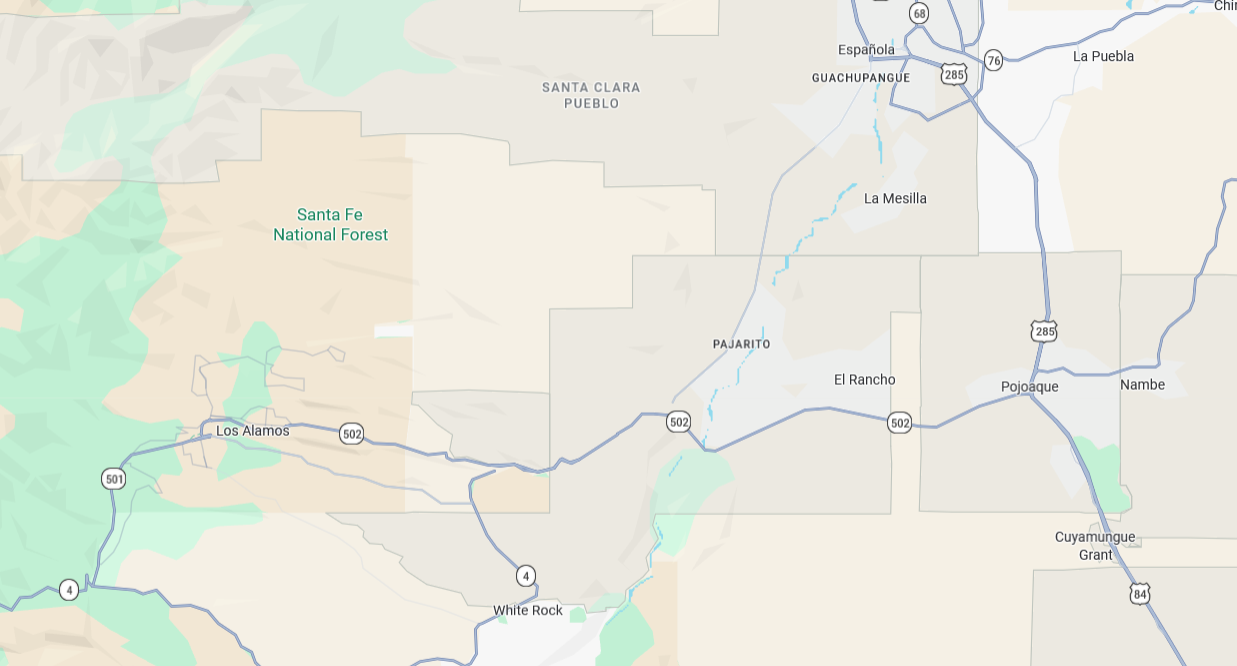 68
Española
76
La Puebla
GUACHUPANGUE
285
SANTA CLARA
PUEBLO
La Mesilla
Santa Fe
National Forest
285
PAJARITO
El Rancho
Pojoaque
Nambe
502
502
Los Alamos
502
501
Cuyamungue
Grant
4
4
84
White Rock